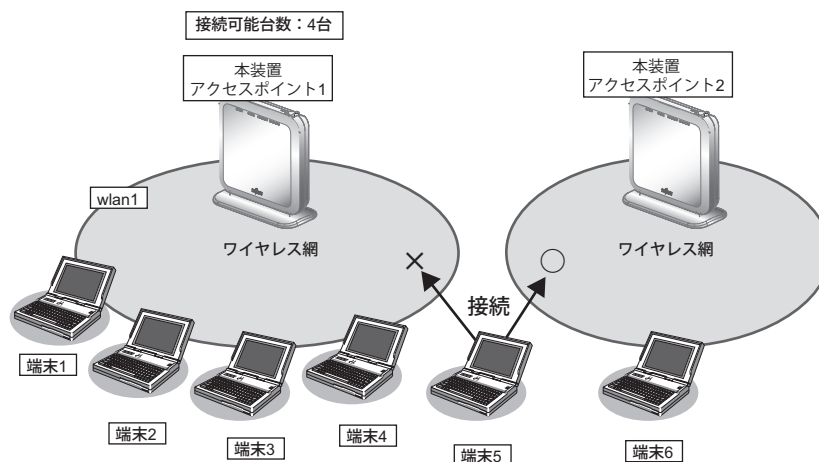 接続可能台数：4台
本装置
アクセスポイント1
本装置
アクセスポイント2
wlan1
ワイヤレス網
ワイヤレス網
×
○
接続
端末1
端末2
端末3
端末4
端末5
端末6